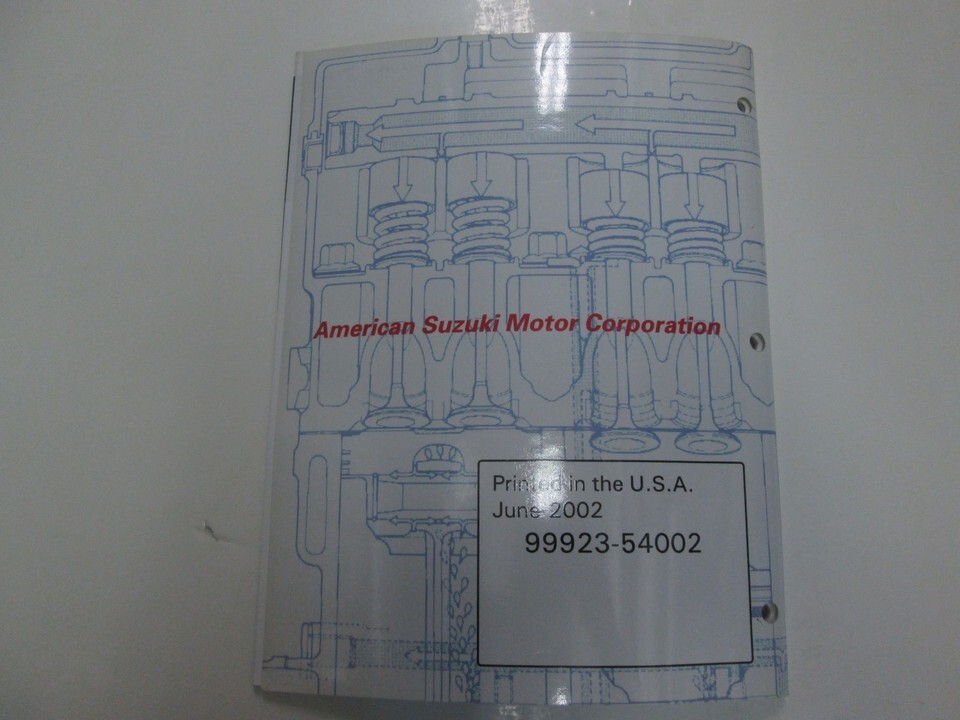 American Suzuki Motor Corporation
Printed in the U.S.A.
June 2002
99923-54002